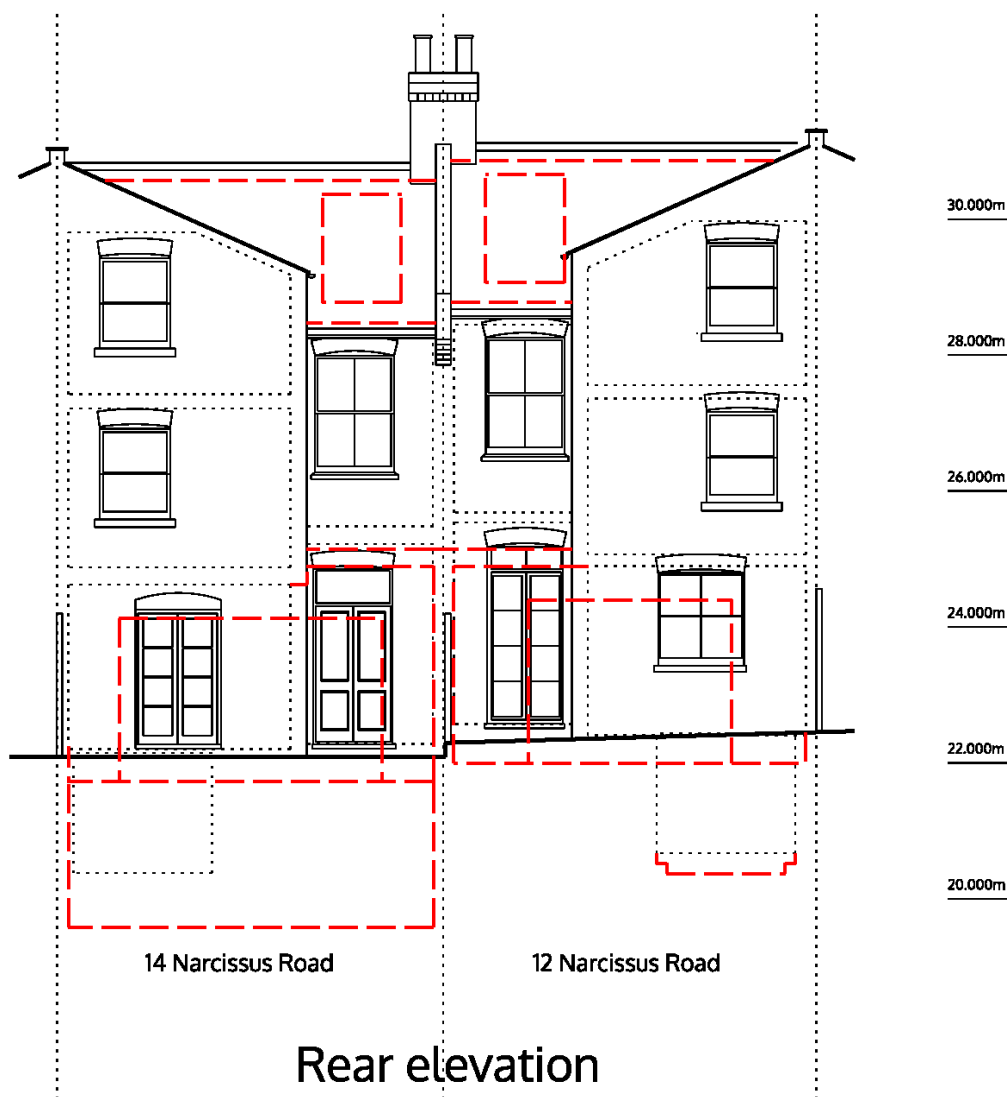 30.000m
28.000m
26.000m
24.000m
22.000m
20.000m
14 Narcissus Road
12 Narcissus Road
Rear elevation